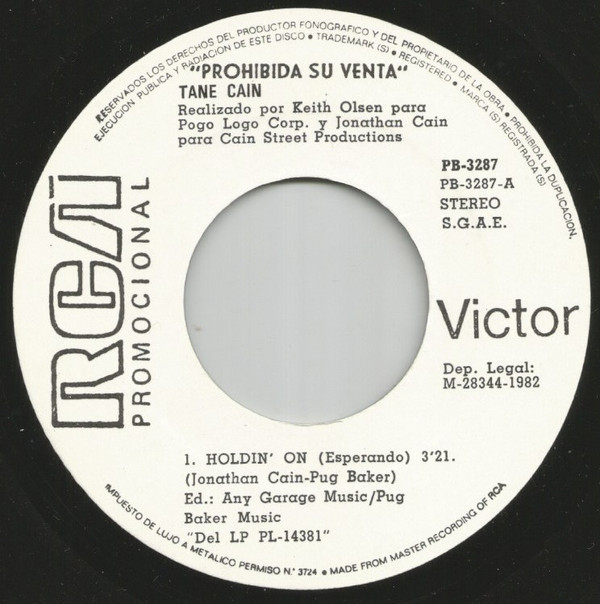 RESERVADOS LOS DERECHOS DEL PRODUCTOR FONOGRAFICO Y DEL PROPIETARIO DE LA OBRA • PROHIBIDA LA DUPLICACION,
EJECUCION PUBLICA Y RADIACION DE ESTE DISCO • TRADEMARK (S) • REGISTERED • MARCA (S) REGISTRADA (S)
"PROHIBIDA SU VENTA"
TANE CAIN
Realizado por Keith Olsen para
Pogo Logo Corp. y Jonathan Cain
para Cain Street Productions
PB-3287
PB-3287-A
STEREO
S.G.A.E.
RCA
PROMOCIONAL
Victor
Dep. Legal:
M-28344-1982
1. HOLDIN' ON (Esperando) 3'21.
(Jonathan Cain-Pug Baker)
Ed.: Any Garage Music/Pug
Baker Music
"Del LP PL-14381"
IMPUESTO DE LUJO A METALICO PERMISO N.º 3724 • MADE FROM MASTER RECORDING OF RCA